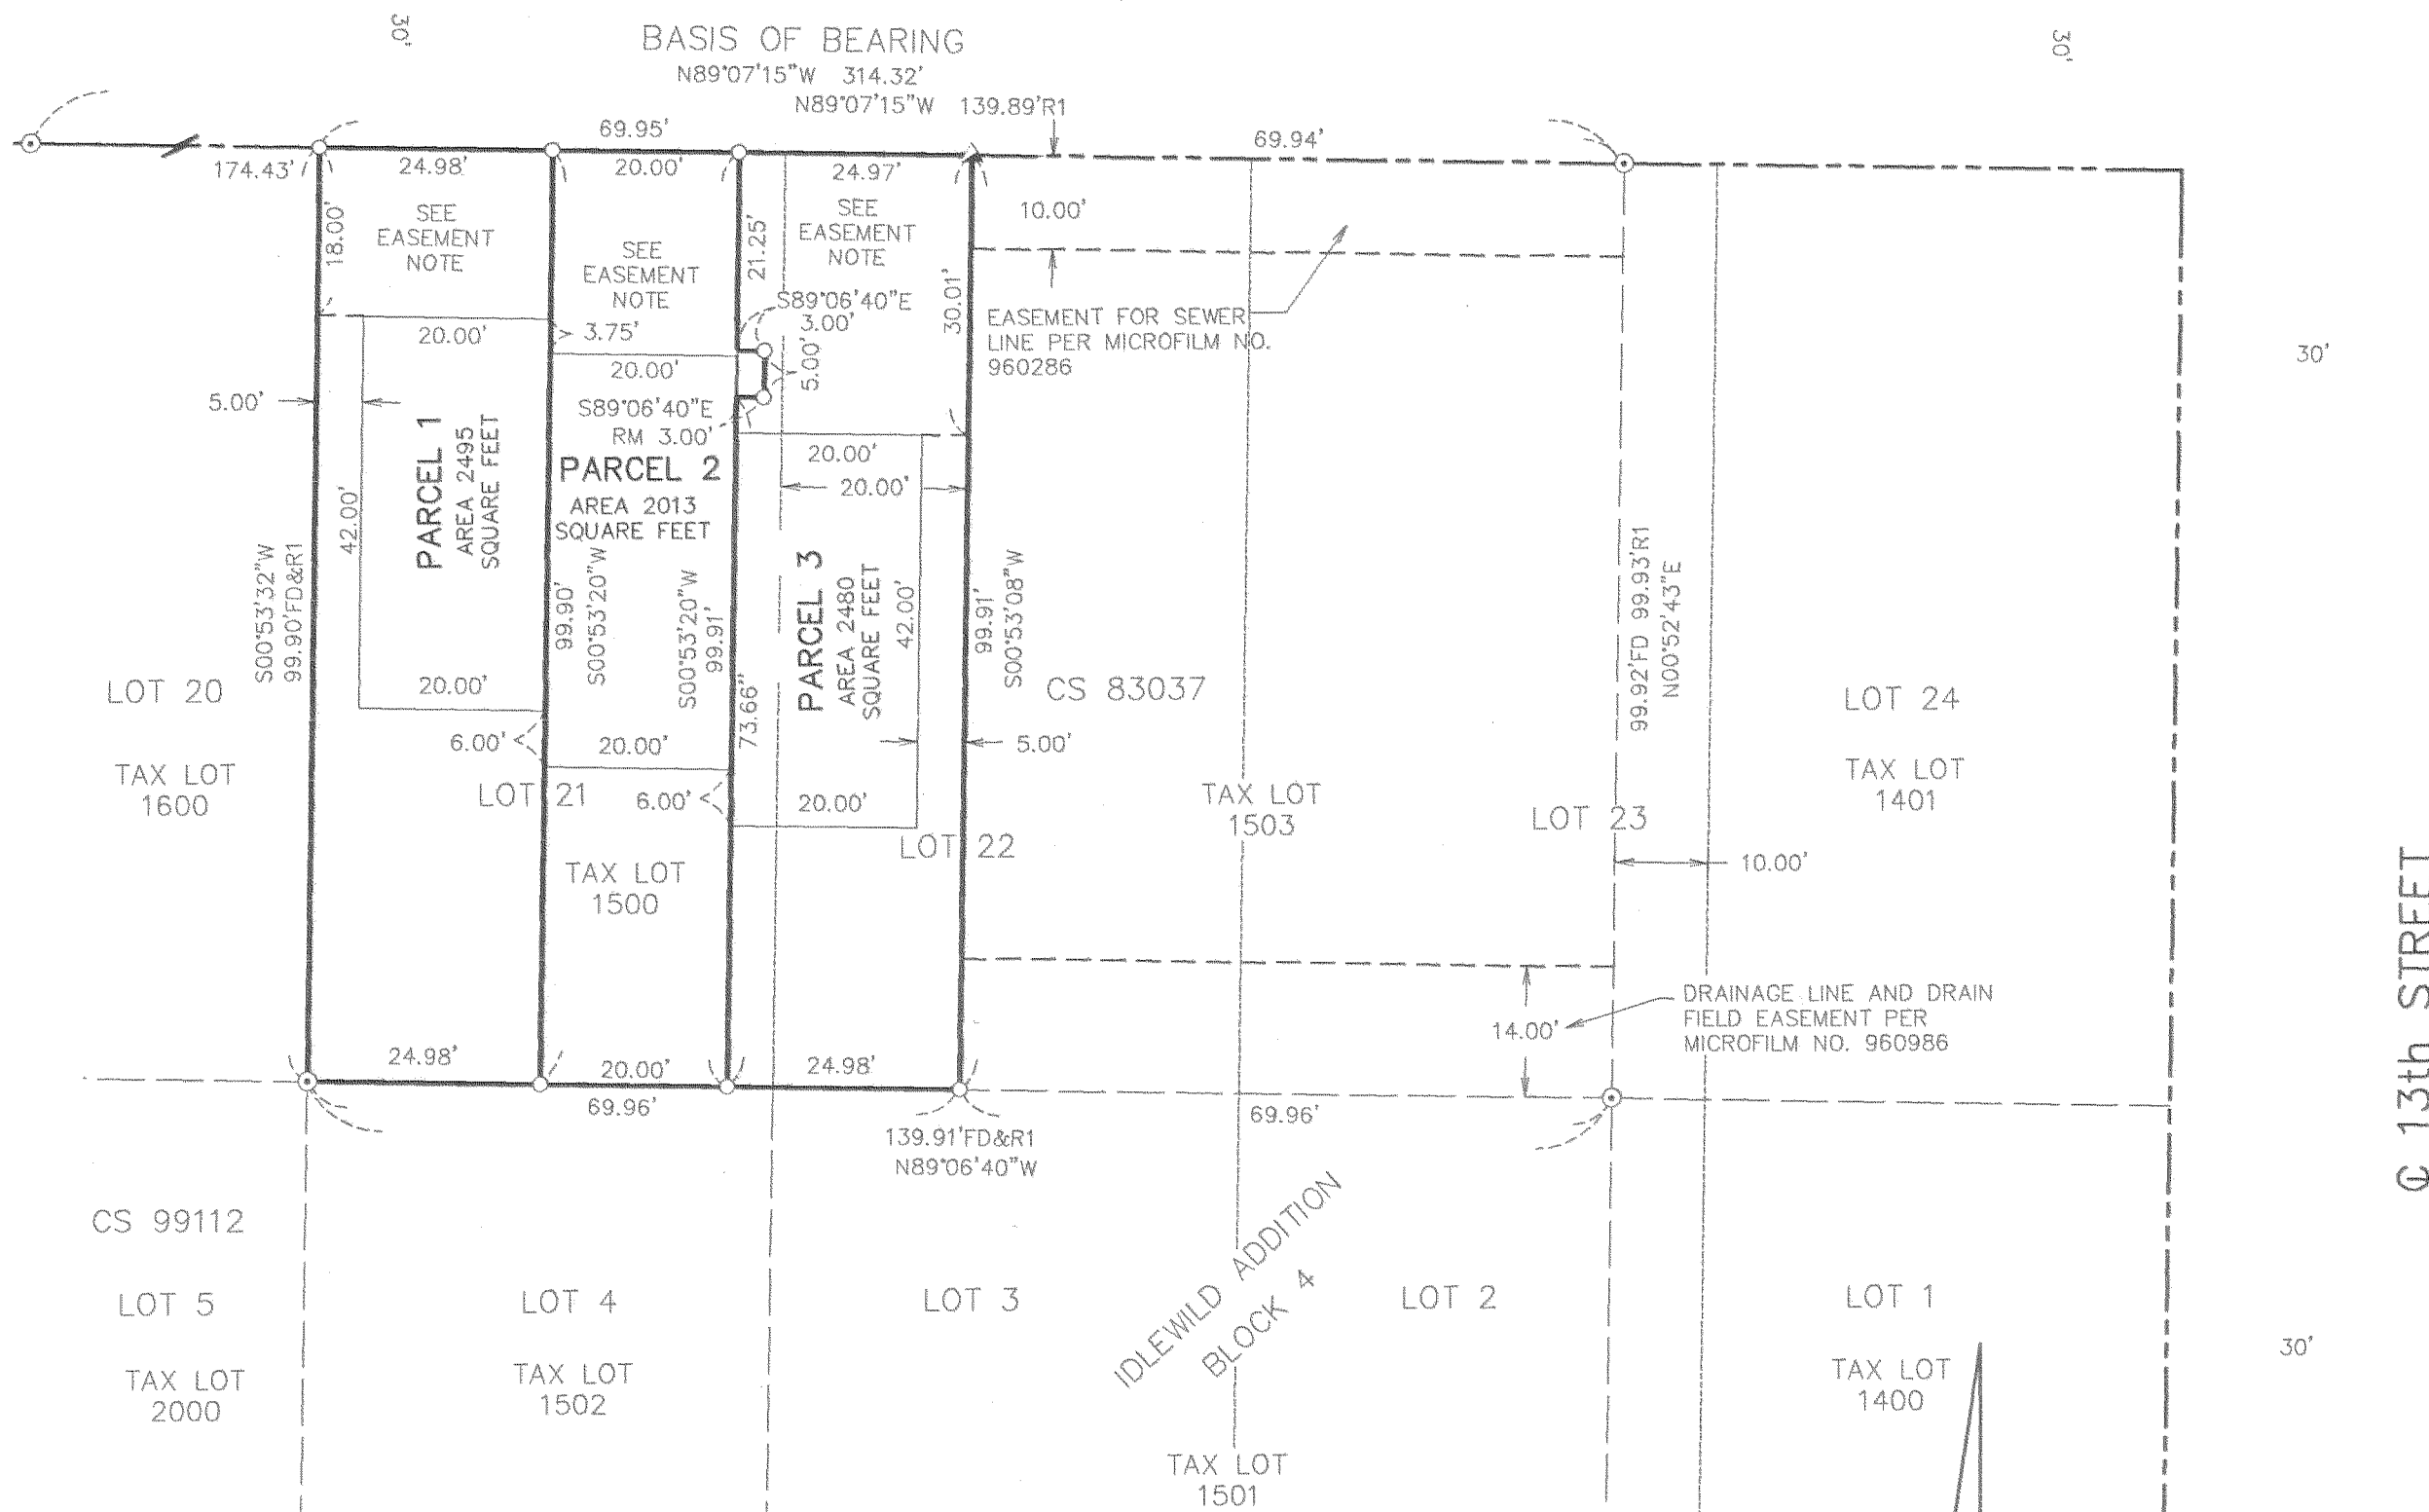 30'
BASIS OF BEARING
N89°07'15"W 314.32'
N89°07'15"W 139.89'R1
30'
69.95'
69.94'
174.43'
24.98'
20.00'
24.97'
18.00'
SEE
EASEMENT
NOTE
SEE
EASEMENT
NOTE
21.25'
SEE
EASEMENT
NOTE
10.00'
S89°06'40"E
3.00'
30.01'
EASEMENT FOR SEWER
LINE PER MICROFILM NO.
960286
30'
20.00'
3.75'
20.00'
5.00'
5.00'
S89°06'40"E
RM 3.00'
PARCEL 1
AREA 2495
SQUARE FEET
PARCEL 2
AREA 2013
SQUARE FEET
20.00'
20.00'
42.00'
S00°53'32"W
99.90'FD&R1
99.90'
S00°53'20"W
S00°53'20"W
99.91'
73.66"
PARCEL 3
AREA 2480
SQUARE FEET
42.00'
99.91'
S00°53'08"W
99.92'FD 99.93'R1
N00°52'43"E
LOT 20
20.00'
CS 83037
LOT 24
6.00'
20.00'
5.00'
TAX LOT
1600
LOT 21
6.00'
20.00'
TAX LOT
1503
LOT 23
TAX LOT
1401
LOT 22
10.00'
TAX LOT
1500
℄ 13th STREET
DRAINAGE LINE AND DRAIN
FIELD EASEMENT PER
MICROFILM NO. 960986
14.00'
24.98'
20.00'
24.98'
69.96'
69.96'
139.91'FD&R1
N89°06'40"W
CS 99112
IDLEWILD ADDITION
BLOCK 4
LOT 5
LOT 4
LOT 3
LOT 2
LOT 1
30'
TAX LOT
2000
TAX LOT
1502
TAX LOT
1400
TAX LOT
1501